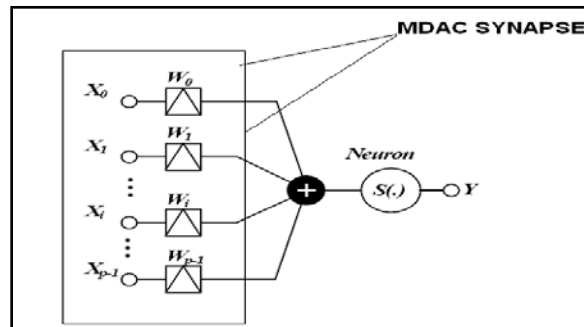 MDAC SYNAPSE
X0 W0
X1 W1
Neuron
+ S(.) Y
Xi Wi
Xp-1 Wp-1